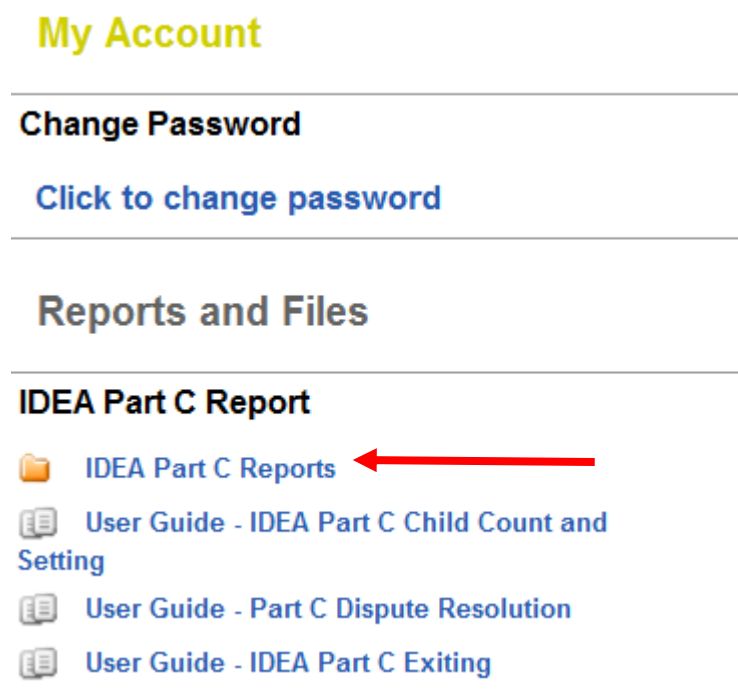 My Account
Change Password
Click to change password
Reports and Files
IDEA Part C Report
IDEA Part C Reports
User Guide - IDEA Part C Child Count and
Setting
User Guide - Part C Dispute Resolution
User Guide - IDEA Part C Exiting